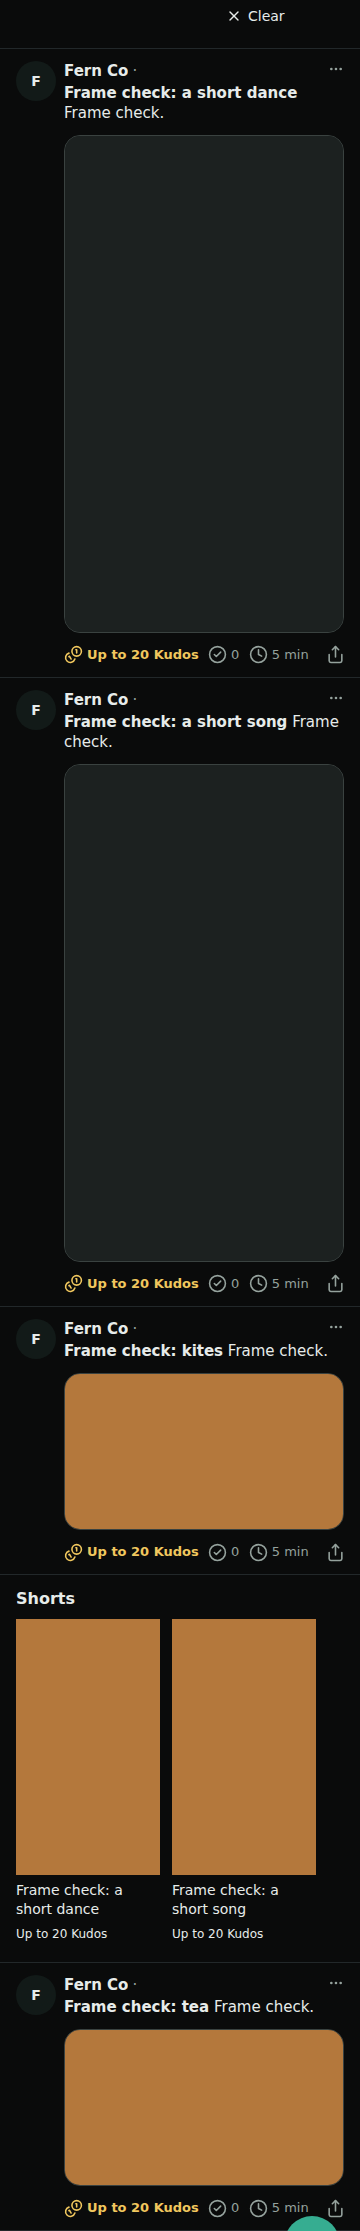 Clear
F
Fern Co ·
Frame check: a short dance
Frame check.
Up to 20 Kudos 0 5 min
F
Fern Co ·
Frame check: a short song Frame
check.
Up to 20 Kudos 0 5 min
F
Fern Co ·
Frame check: kites Frame check.
Up to 20 Kudos 0 5 min
Shorts
Frame check: a
short dance
Up to 20 Kudos
Frame check: a
short song
Up to 20 Kudos
F
Fern Co ·
Frame check: tea Frame check.
Up to 20 Kudos 0 5 min